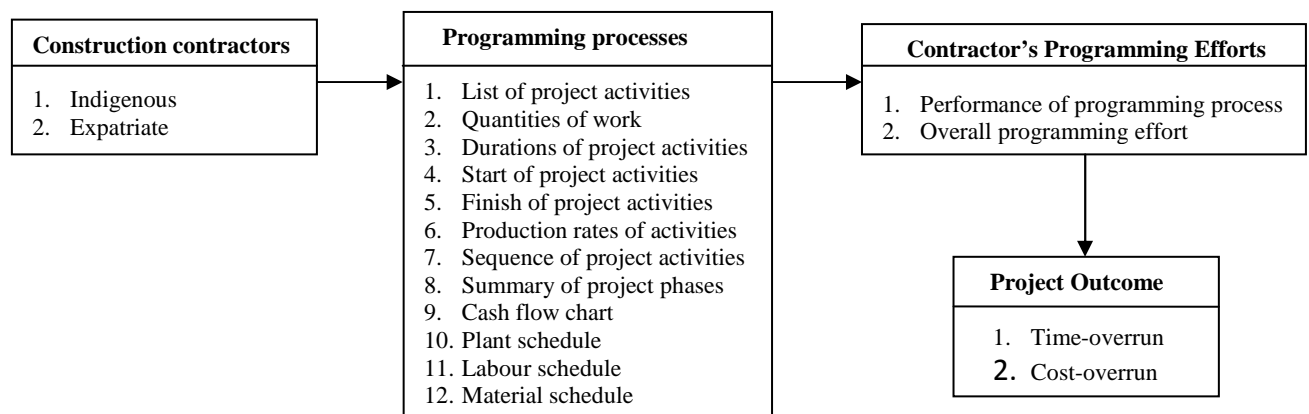 Construction contractors
1. Indigenous
2. Expatriate
Programming processes
1. List of project activities
2. Quantities of work
3. Durations of project activities
4. Start of project activities
5. Finish of project activities
6. Production rates of activities
7. Sequence of project activities
8. Summary of project phases
9. Cash flow chart
10. Plant schedule
11. Labour schedule
12. Material schedule
Contractor’s Programming Efforts
1. Performance of programming process
2. Overall programming effort
Project Outcome
1. Time-overrun
2. Cost-overrun